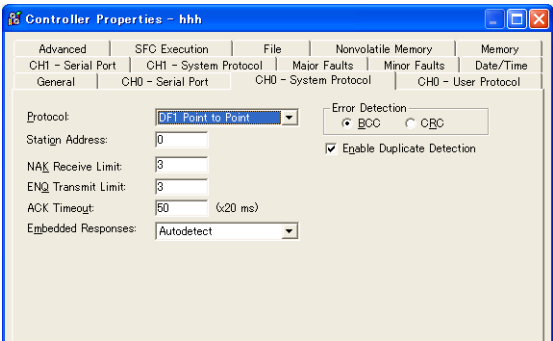 Controller Properties - hhh
Advanced SFC Execution File Nonvolatile Memory Memory
CH1 - Serial Port CH1 - System Protocol Major Faults Minor Faults Date/Time
General CH0 - Serial Port CH0 - System Protocol CH0 - User Protocol
Protocol: DF1 Point to Point
Error Detection
BCC CRC
Station Address: 0
Enable Duplicate Detection
NAK Receive Limit: 3
ENQ Transmit Limit: 3
ACK Timeout: 50 (x20 ms)
Embedded Responses: Autodetect